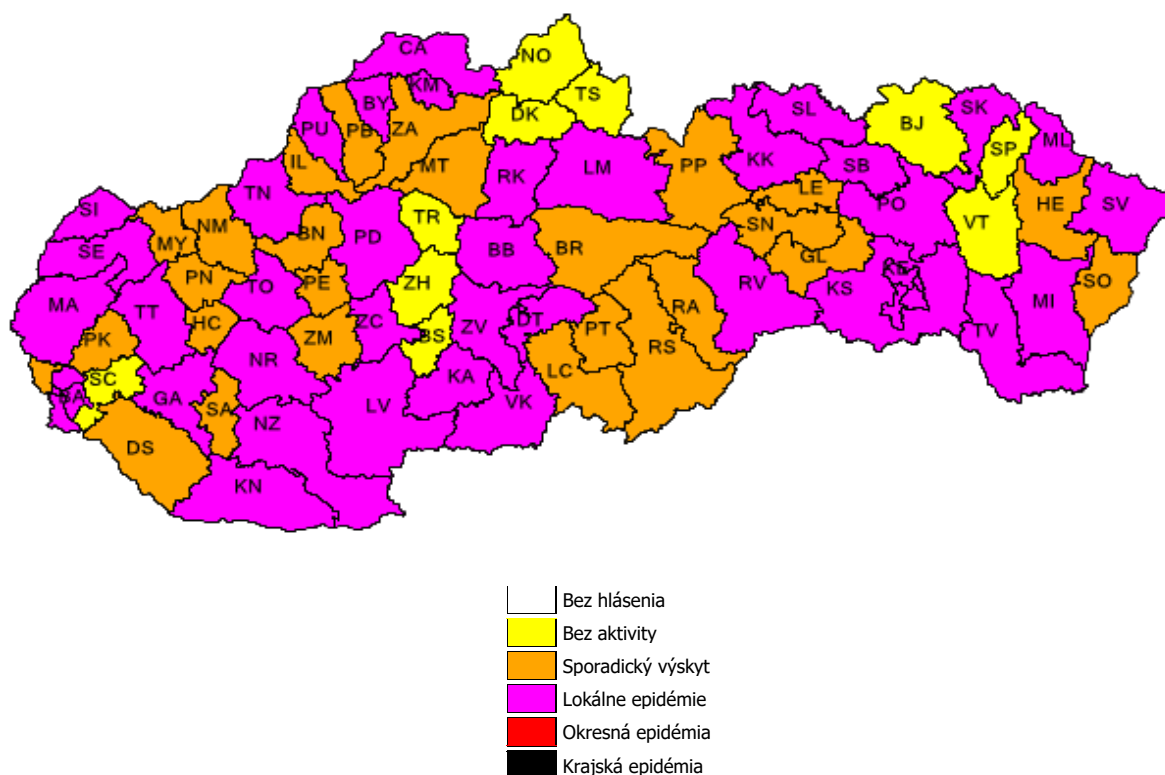 CA
NO
KM
BY
TS
PU
PB
ZA
DK
SL
BJ
SK
ML
SP
IL
MT
RK
LM
PP
KK
SB
TN
LE
PO
HE
SV
SI
NM
MY
BN
PD
TR
SN
VT
SE
BB
BR
GL
PN
PE
ZH
RV
KS
SO
MA
TT
TO
HC
ZM
ZC
ZV
DT
PT
RA
MI
TV
PK
BS
RS
SC
NR
KA
LC
BA
GA
SA
LV
VK
NZ
DS
KN
Bez hlásenia
Bez aktivity
Sporadický výskyt
Lokálne epidémie
Okresná epidémia
Krajská epidémia